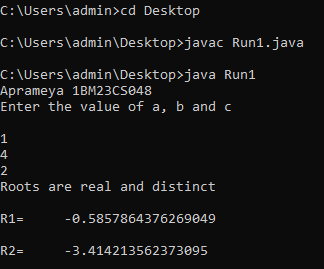 C:\Users\admin>cd Desktop
C:\Users\admin\Desktop>javac Run1.java
C:\Users\admin\Desktop>java Run1
Aprameya 1BM23CS048
Enter the value of a, b and c
1
4
2
Roots are real and distinct
R1=     -0.5857864376269049
R2=     -3.414213562373095